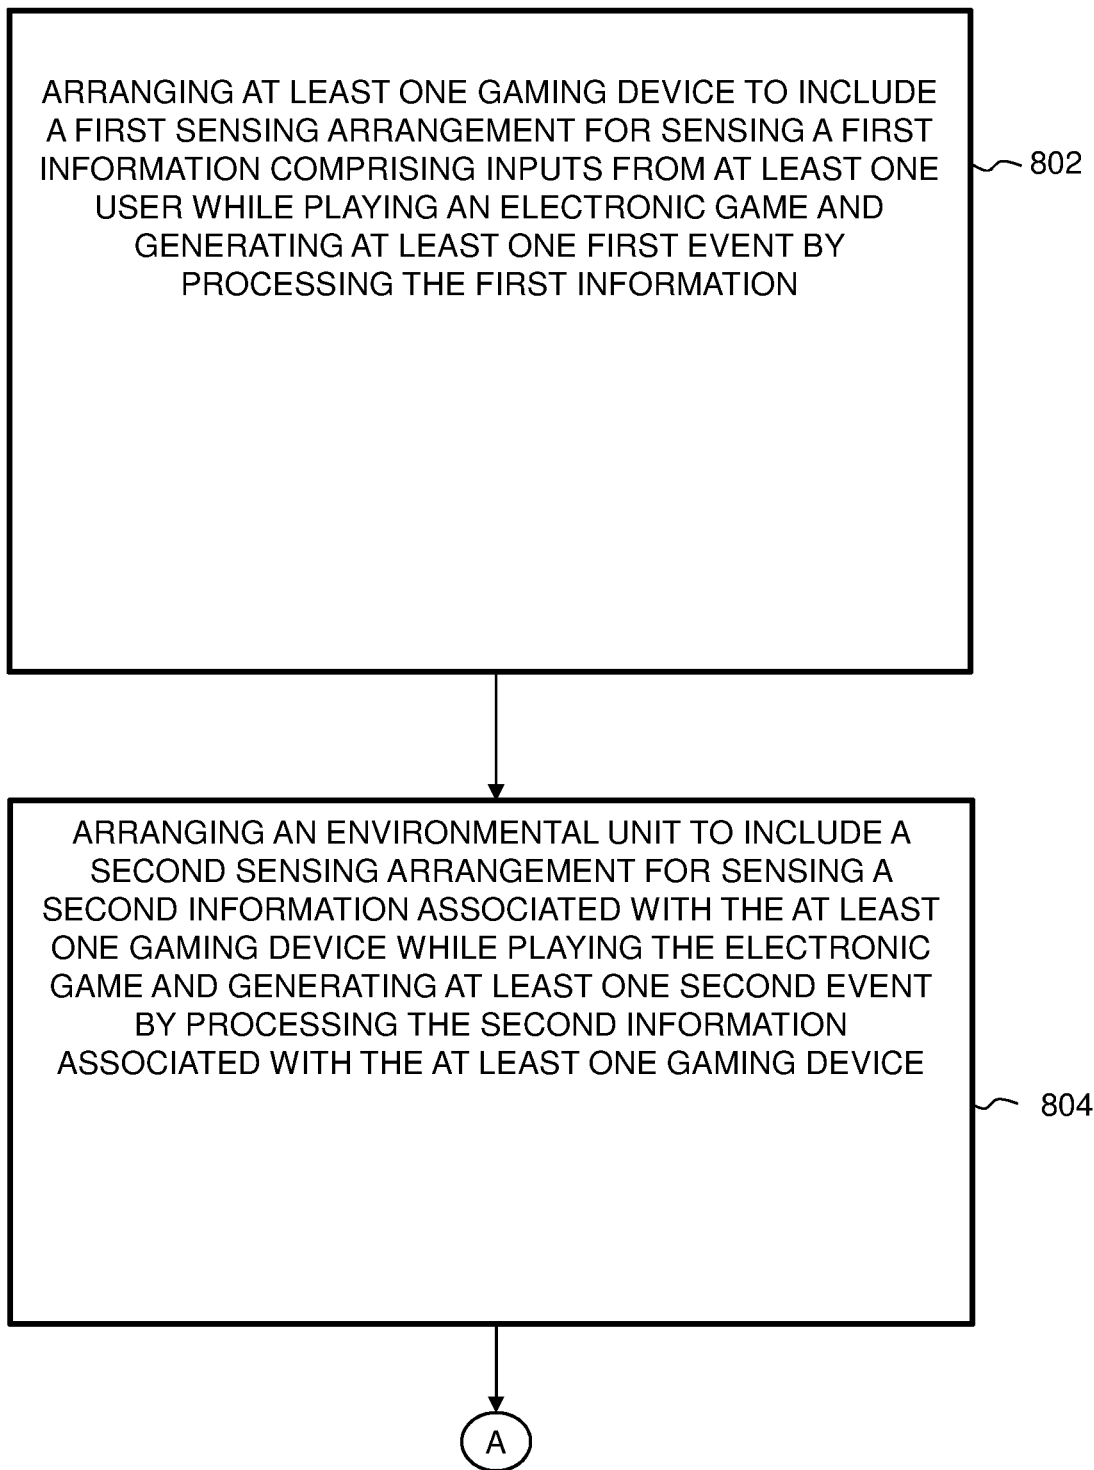 ARRANGING AT LEAST ONE GAMING DEVICE TO INCLUDE
A FIRST SENSING ARRANGEMENT FOR SENSING A FIRST
INFORMATION COMPRISING INPUTS FROM AT LEAST ONE
USER WHILE PLAYING AN ELECTRONIC GAME AND
GENERATING AT LEAST ONE FIRST EVENT BY
PROCESSING THE FIRST INFORMATION
802
ARRANGING AN ENVIRONMENTAL UNIT TO INCLUDE A
SECOND SENSING ARRANGEMENT FOR SENSING A
SECOND INFORMATION ASSOCIATED WITH THE AT LEAST
ONE GAMING DEVICE WHILE PLAYING THE ELECTRONIC
GAME AND GENERATING AT LEAST ONE SECOND EVENT
BY PROCESSING THE SECOND INFORMATION
ASSOCIATED WITH THE AT LEAST ONE GAMING DEVICE
804
A